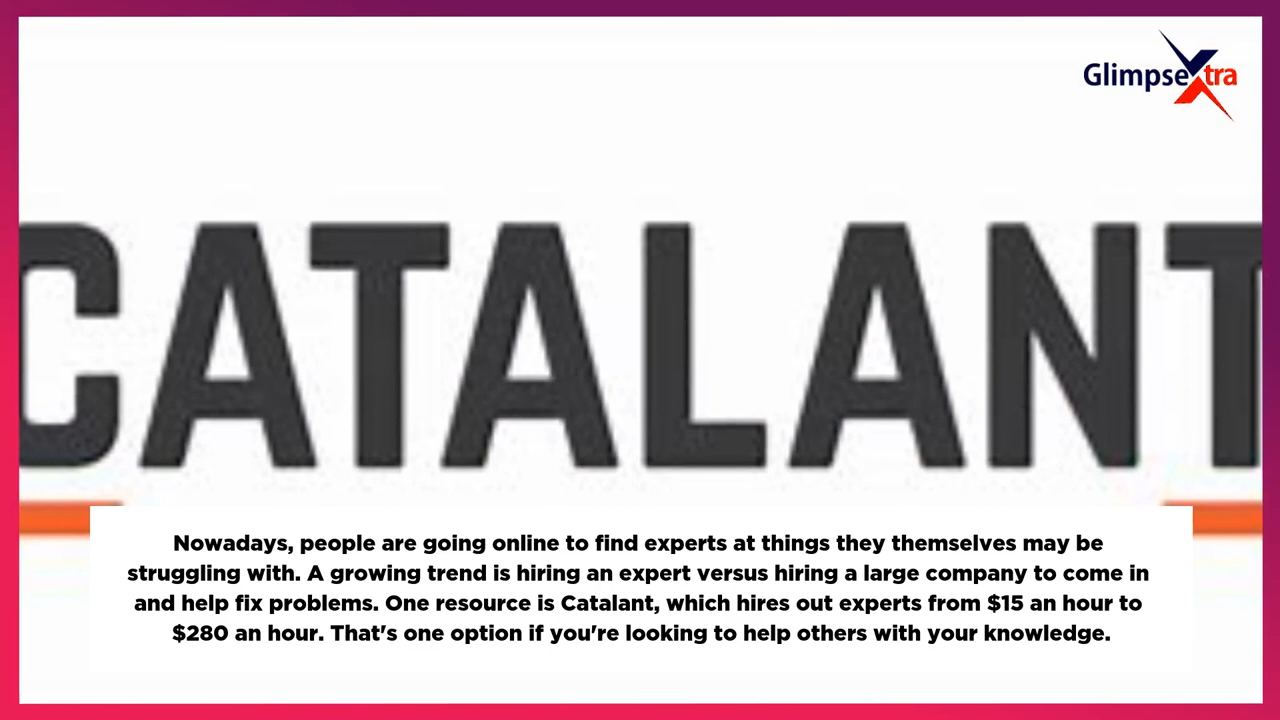 GlimpseXtra
CATALANT
Nowadays, people are going online to find experts at things they themselves may be
struggling with. A growing trend is hiring an expert versus hiring a large company to come in
and help fix problems. One resource is Catalant, which hires out experts from $15 an hour to
$280 an hour. That's one option if you're looking to help others with your knowledge.